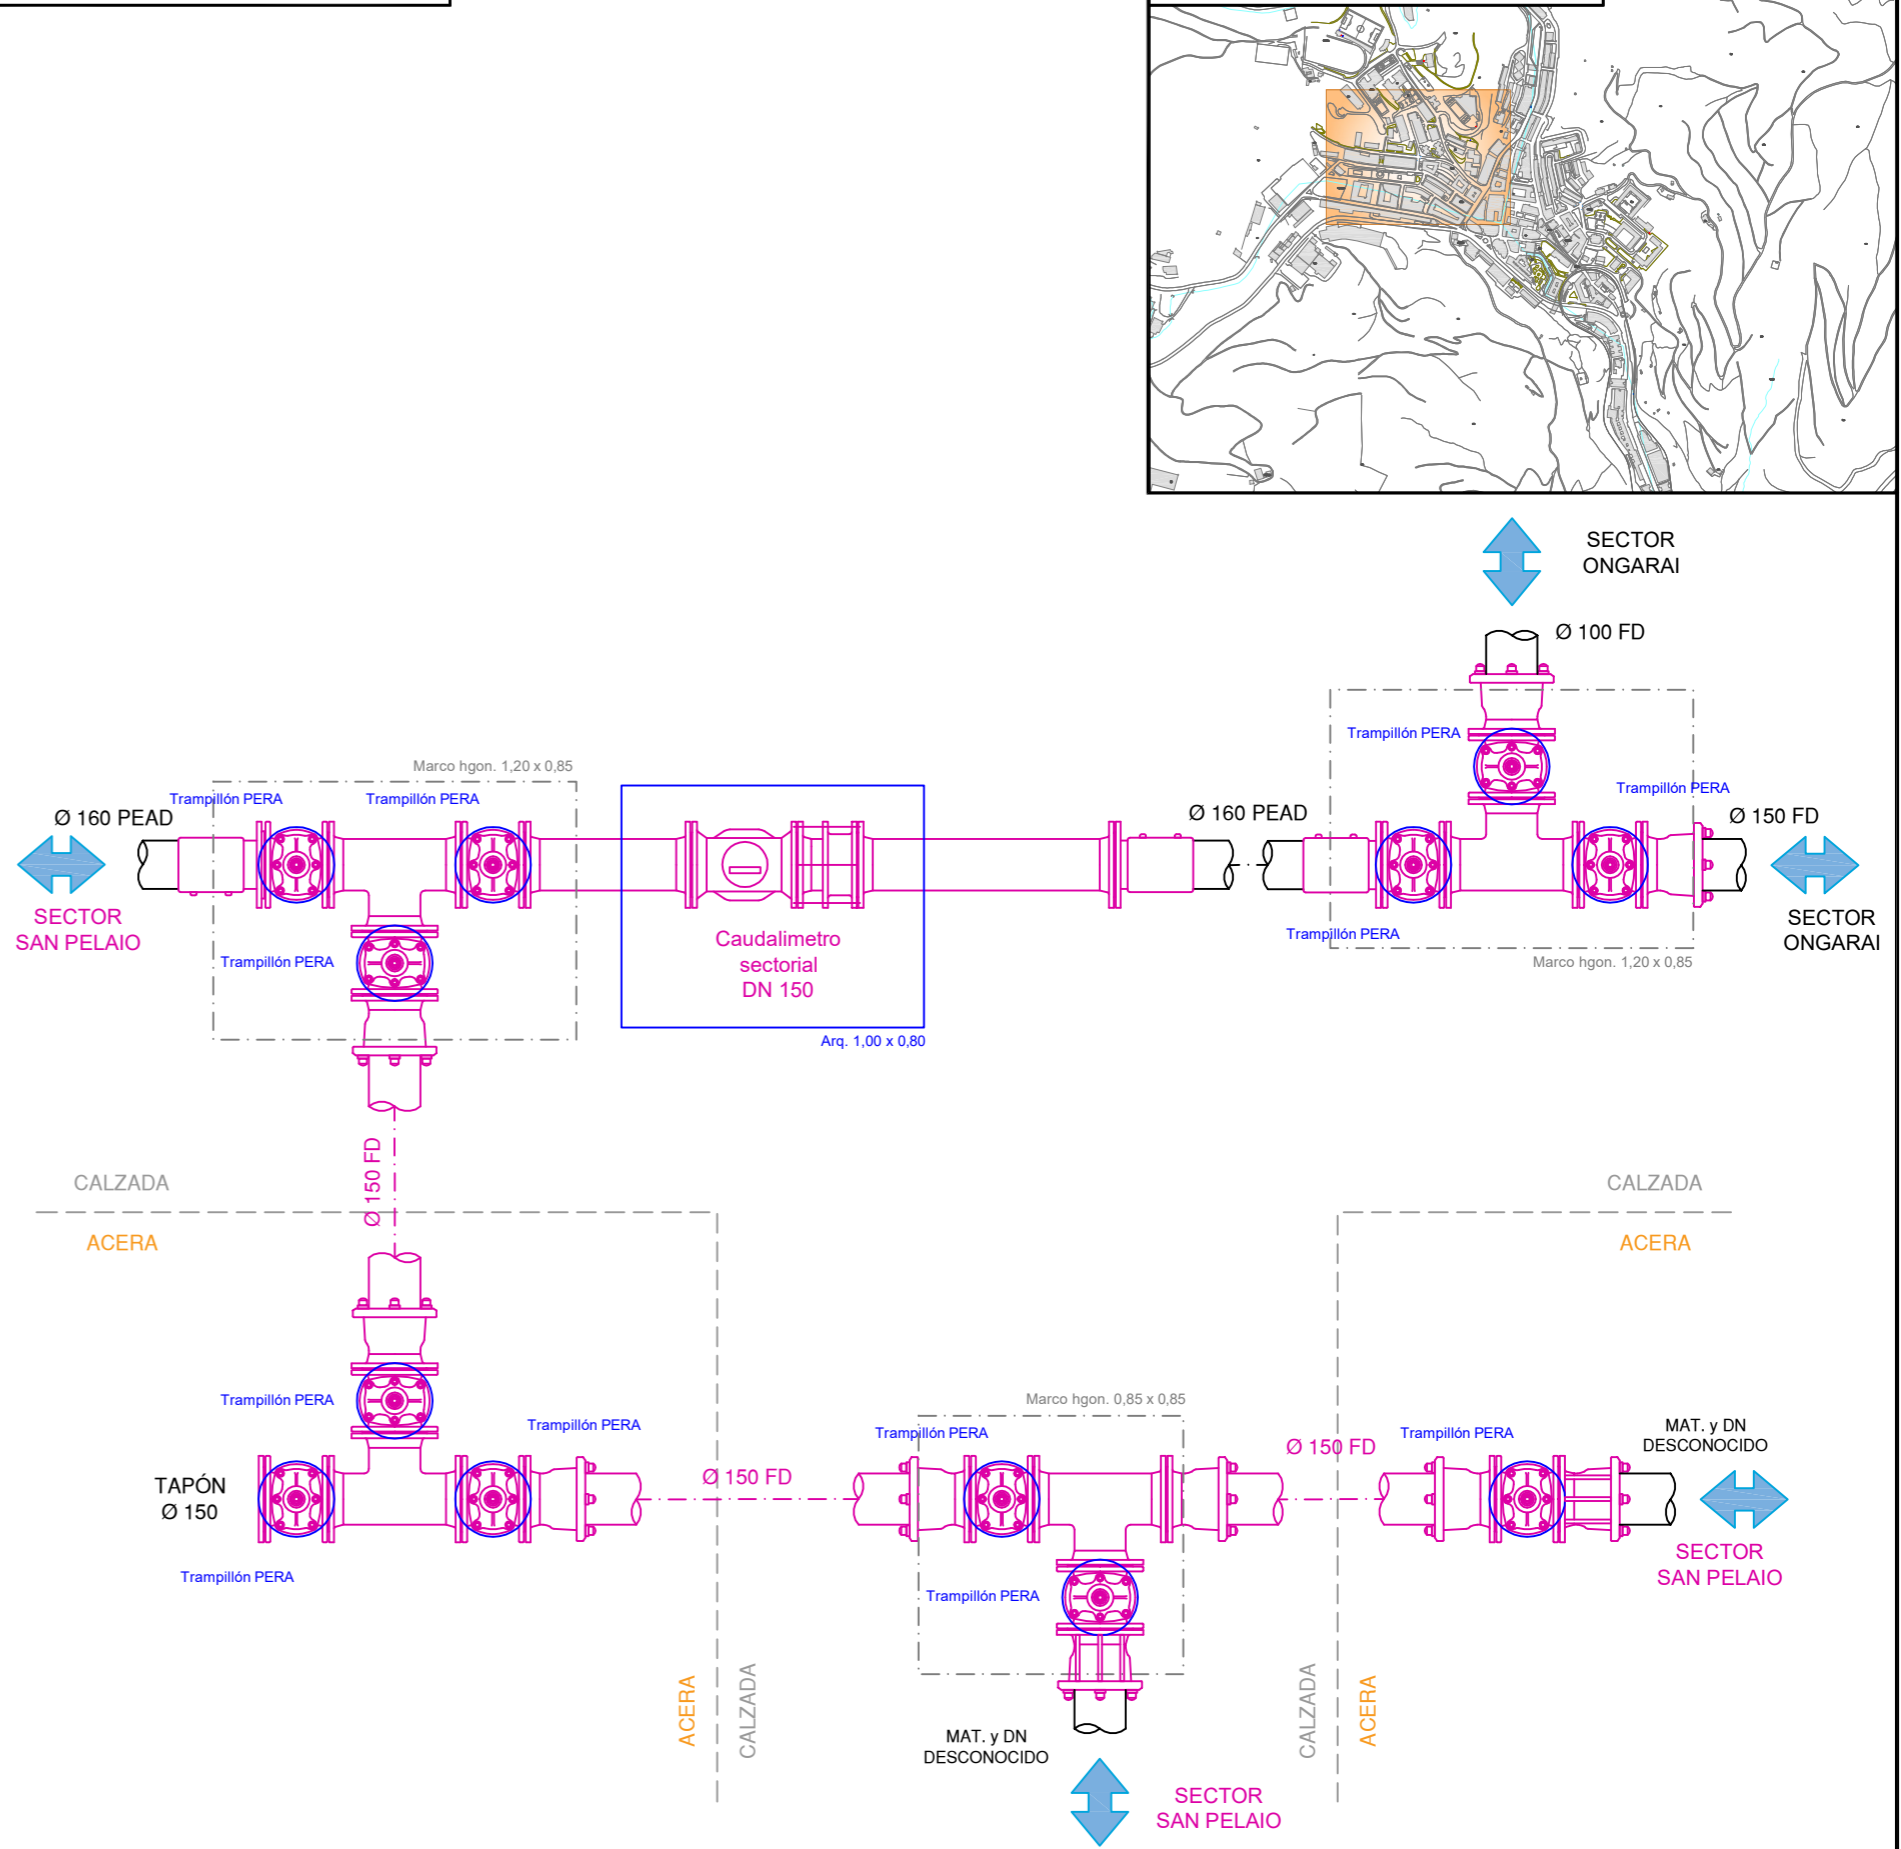 SECTOR
ONGARAI
Ø 100 FD
Trampillón PERA
Marco hgon. 1,20 x 0,85
Trampillón PERA
Trampillón PERA
Trampillón PERA
Ø 160 PEAD
Ø 160 PEAD
Ø 150 FD
SECTOR
SAN PELAIO
SECTOR
ONGARAI
Trampillón PERA
Caudalimetro
sectorial
DN 150
Trampillón PERA
Marco hgon. 1,20 x 0,85
Arq. 1,00 x 0,80
Ø 150 FD
CALZADA
CALZADA
ACERA
ACERA
Trampillón PERA
Trampillón PERA
Marco hgon. 0,85 x 0,85
Trampillón PERA
Trampillón PERA
MAT. y DN
DESCONOCIDO
TAPÓN
Ø 150
Ø 150 FD
Ø 150 FD
Trampillón PERA
Trampillón PERA
SECTOR
SAN PELAIO
ACERA
CALZADA
CALZADA
ACERA
MAT. y DN
DESCONOCIDO
SECTOR
SAN PELAIO